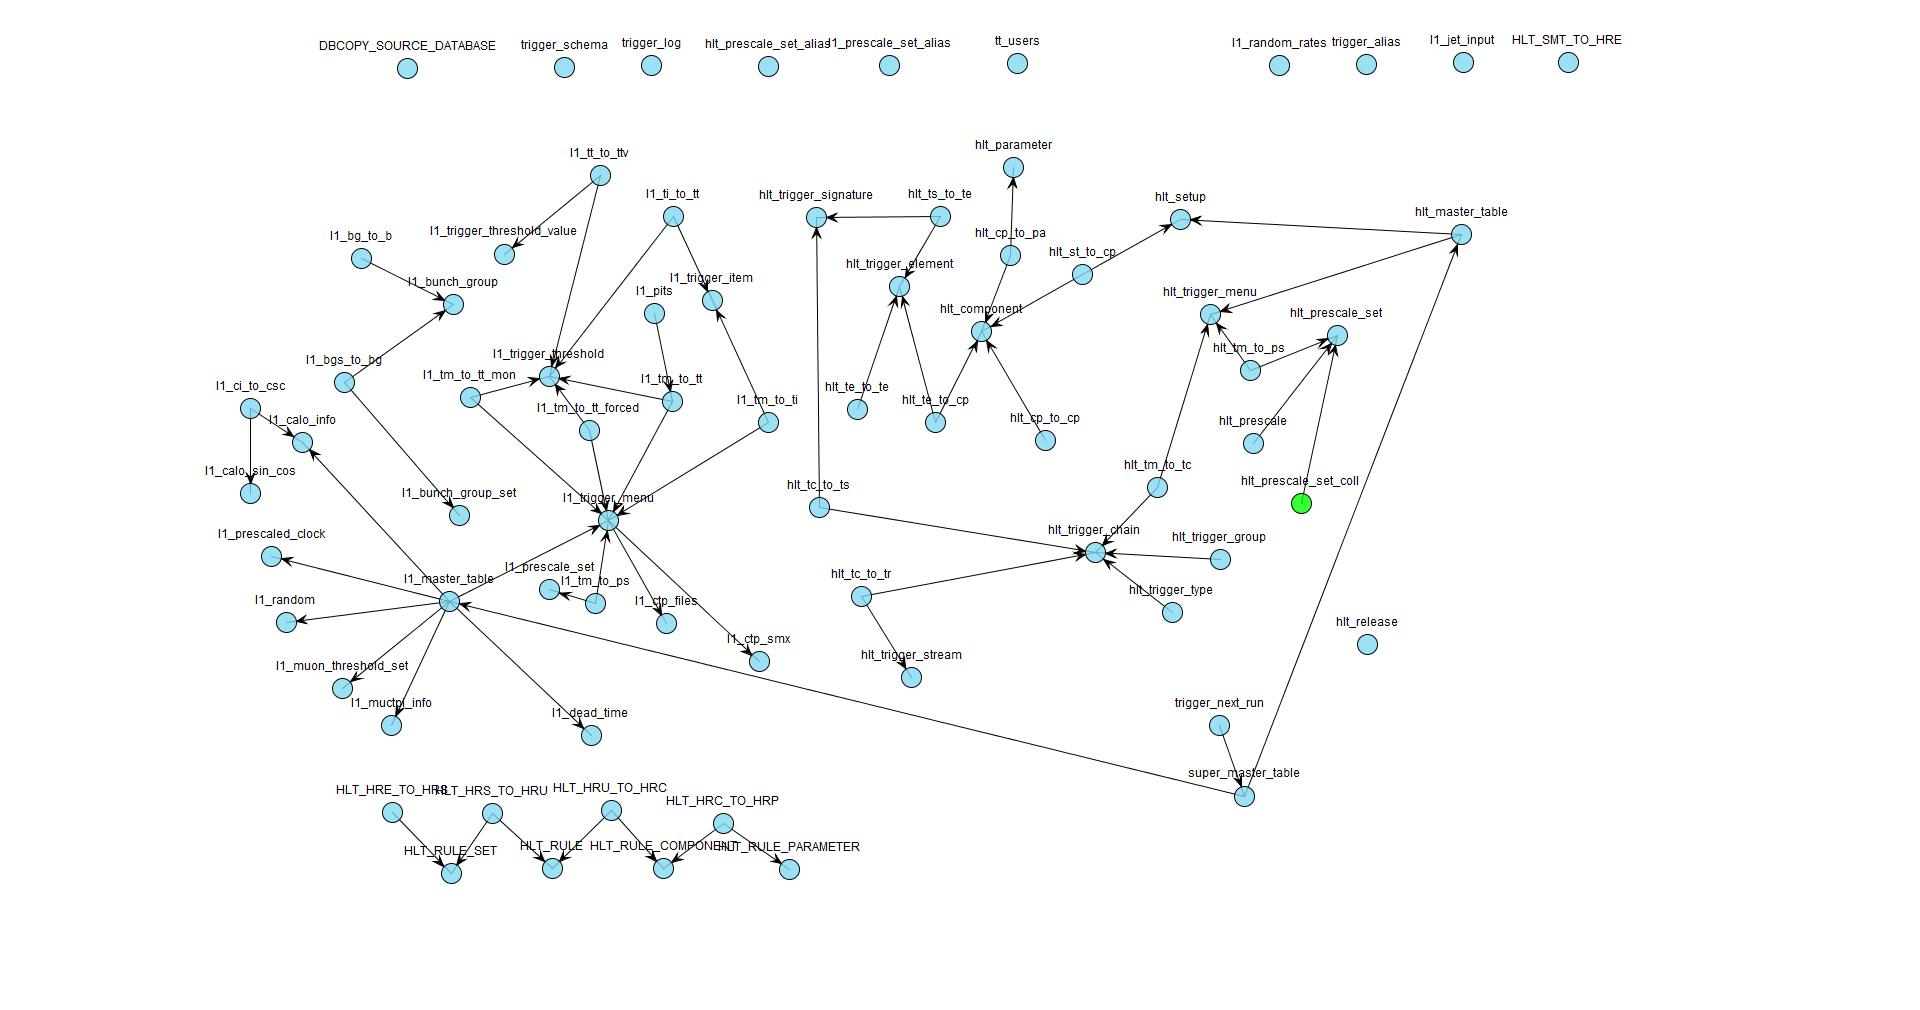 DBCOPY_SOURCE_DATABASE
trigger_schema
trigger_log
hlt_prescale_set_alias
l1_prescale_set_alias
tt_users
l1_random_rates
trigger_alias
l1_jet_input
HLT_SMT_TO_HRE
hlt_parameter
l1_tt_to_ttv
l1_ti_to_tt
hlt_trigger_signature
hlt_ts_to_te
hlt_setup
hlt_master_table
l1_bg_to_b
l1_trigger_threshold_value
hlt_cp_to_pa
hlt_st_to_cp
hlt_trigger_element
l1_bunch_group
l1_trigger_item
l1_pits
hlt_trigger_menu
hlt_component
hlt_prescale_set
l1_bgs_to_bg
l1_trigger_threshold
hlt_tm_to_ps
l1_ci_to_csc
l1_tm_to_tt_mon
l1_tm_to_tt
hlt_te_to_te
l1_tm_to_ti
hlt_te_to_cp
l1_tm_to_tt_forced
l1_calo_info
hlt_cp_to_cp
hlt_prescale
l1_calo_sin_cos
hlt_tm_to_tc
l1_bunch_group_set
l1_trigger_menu
hlt_tc_to_ts
hlt_prescale_set_coll
l1_prescaled_clock
hlt_trigger_chain
hlt_trigger_group
l1_master_table
l1_prescale_set
l1_tm_to_ps
hlt_tc_to_tr
hlt_trigger_type
l1_random
l1_ctp_files
hlt_release
l1_ctp_smx
l1_muon_threshold_set
hlt_trigger_stream
l1_muctpi_info
l1_dead_time
trigger_next_run
super_master_table
HLT_HRE_TO_HRS
HLT_HRS_TO_HRU
HLT_HRU_TO_HRC
HLT_HRC_TO_HRP
HLT_RULE_SET
HLT_RULE
HLT_RULE_COMPONENT
HLT_RULE_PARAMETER